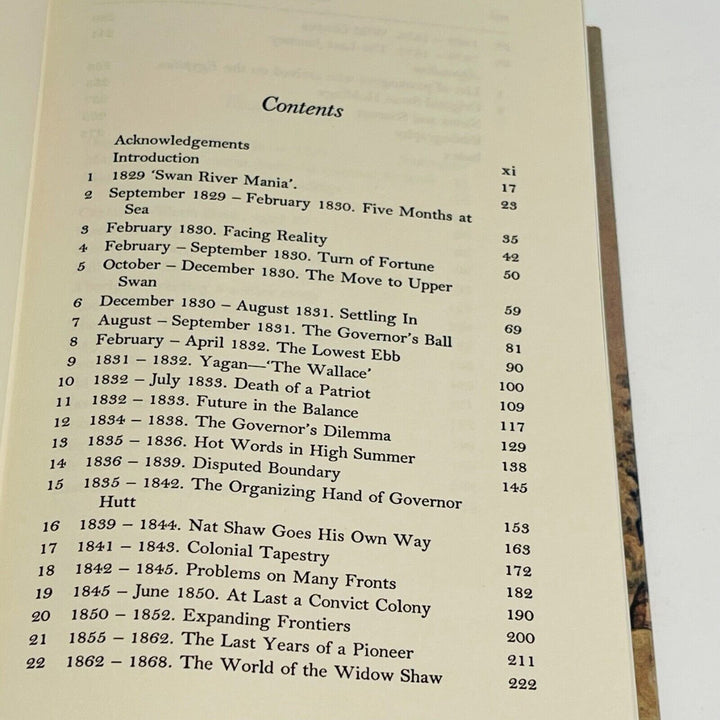 Contents
Acknowledgements xi
Introduction 17
1 1829 ‘Swan River Mania’. 23
2 September 1829 – February 1830. Five Months at
Sea 35
3 February 1830. Facing Reality 42
4 February – September 1830. Turn of Fortune 50
5 October – December 1830. The Move to Upper
Swan 59
6 December 1830 – August 1831. Settling In 69
7 August – September 1831. The Governor’s Ball 81
8 February – April 1832. The Lowest Ebb 90
9 1831 – 1832. Yagan—‘The Wallace’ 100
10 1832 – July 1833. Death of a Patriot 109
11 1832 – 1833. Future in the Balance 117
12 1834 – 1838. The Governor’s Dilemma 129
13 1835 – 1836. Hot Words in High Summer 138
14 1836 – 1839. Disputed Boundary 145
15 1835 – 1842. The Organizing Hand of Governor
Hutt 153
16 1839 – 1844. Nat Shaw Goes His Own Way 163
17 1841 – 1843. Colonial Tapestry 172
18 1842 – 1845. Problems on Many Fronts 182
19 1845 – June 1850. At Last a Convict Colony 190
20 1850 – 1852. Expanding Frontiers 200
21 1855 – 1862. The Last Years of a Pioneer 211
22 1862 – 1868. The World of the Widow Shaw 222